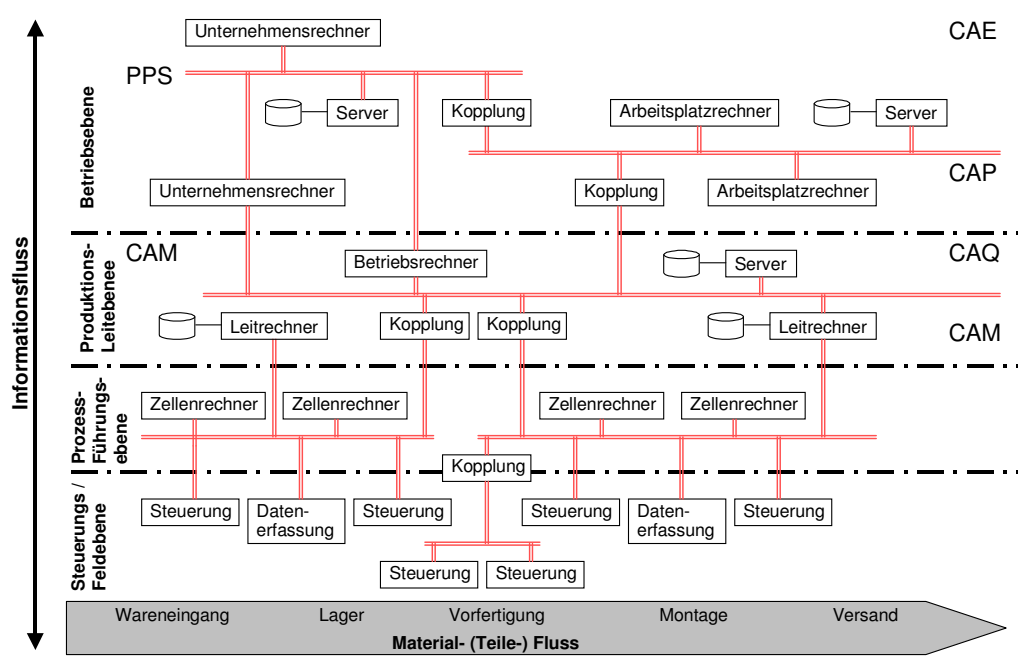 Unternehmensrechner
CAE
PPS
Server
Kopplung
Arbeitsplatzrechner
Server
Betriebsebene
Unternehmensrechner
Kopplung
Arbeitsplatzrechner
CAP
Informationsfluss
Produktions-
Leitebenee
CAM
Betriebsrechner
Server
CAQ
Leitrechner
Kopplung
Kopplung
Leitrechner
CAM
Prozess-
Führungs-
ebene
Zellenrechner
Zellenrechner
Zellenrechner
Zellenrechner
Kopplung
Steuerungs /
Feldebene
Steuerung
Daten-
erfassung
Steuerung
Steuerung
Daten-
erfassung
Steuerung
Steuerung
Steuerung
Wareneingang
Lager
Vorfertigung
Montage
Versand
Material- (Teile-) Fluss